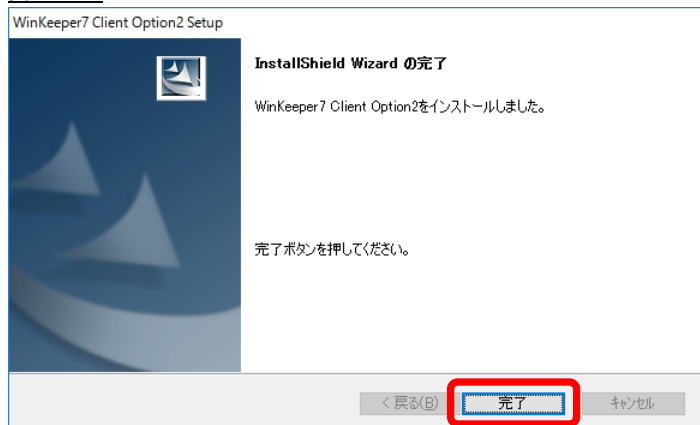 WinKeeper7 Client Option2 Setup
InstallShield Wizard の完了
WinKeeper7 Client Option2をインストールしました。
完了ボタンを押してください。
< 戻る(B)
完了
キャンセル